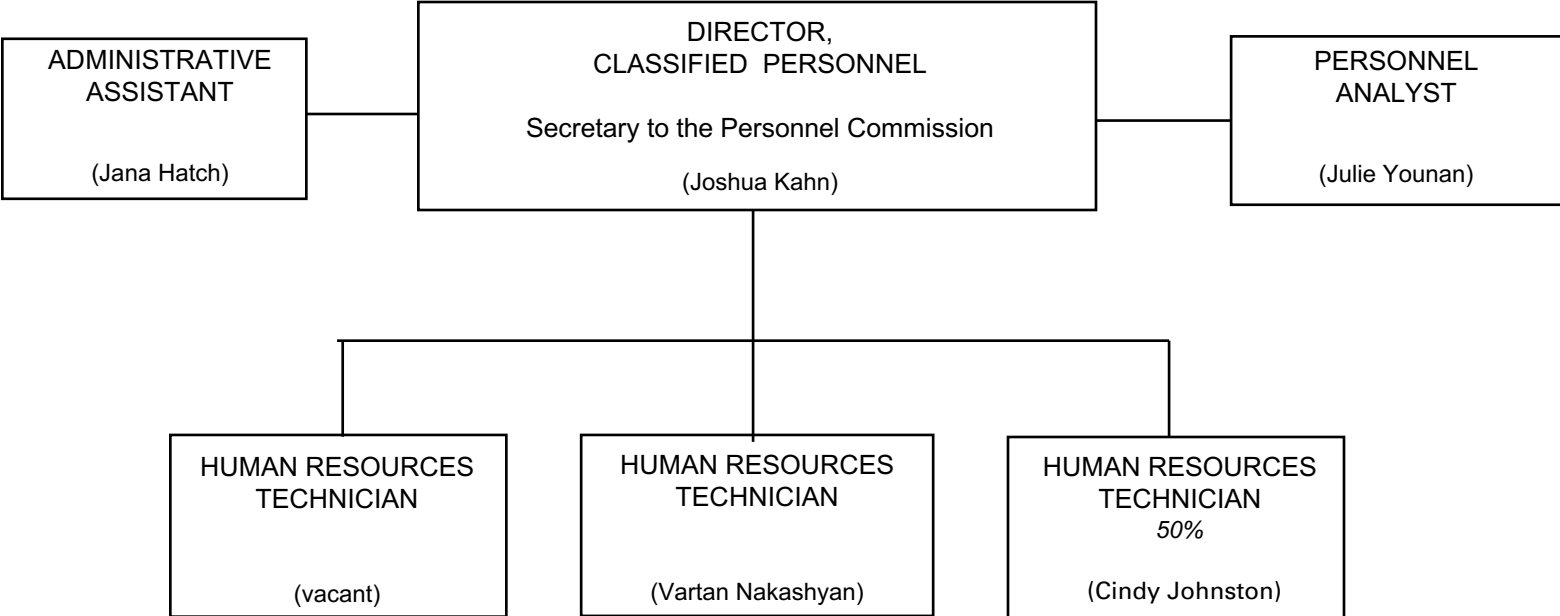 ADMINISTRATIVE
ASSISTANT
(Jana Hatch)
DIRECTOR,
CLASSIFIED PERSONNEL
Secretary to the Personnel Commission
(Joshua Kahn)
PERSONNEL
ANALYST
(Julie Younan)
HUMAN RESOURCES
TECHNICIAN
(vacant)
HUMAN RESOURCES
TECHNICIAN
(Vartan Nakashyan)
HUMAN RESOURCES
TECHNICIAN
50%
(Cindy Johnston)